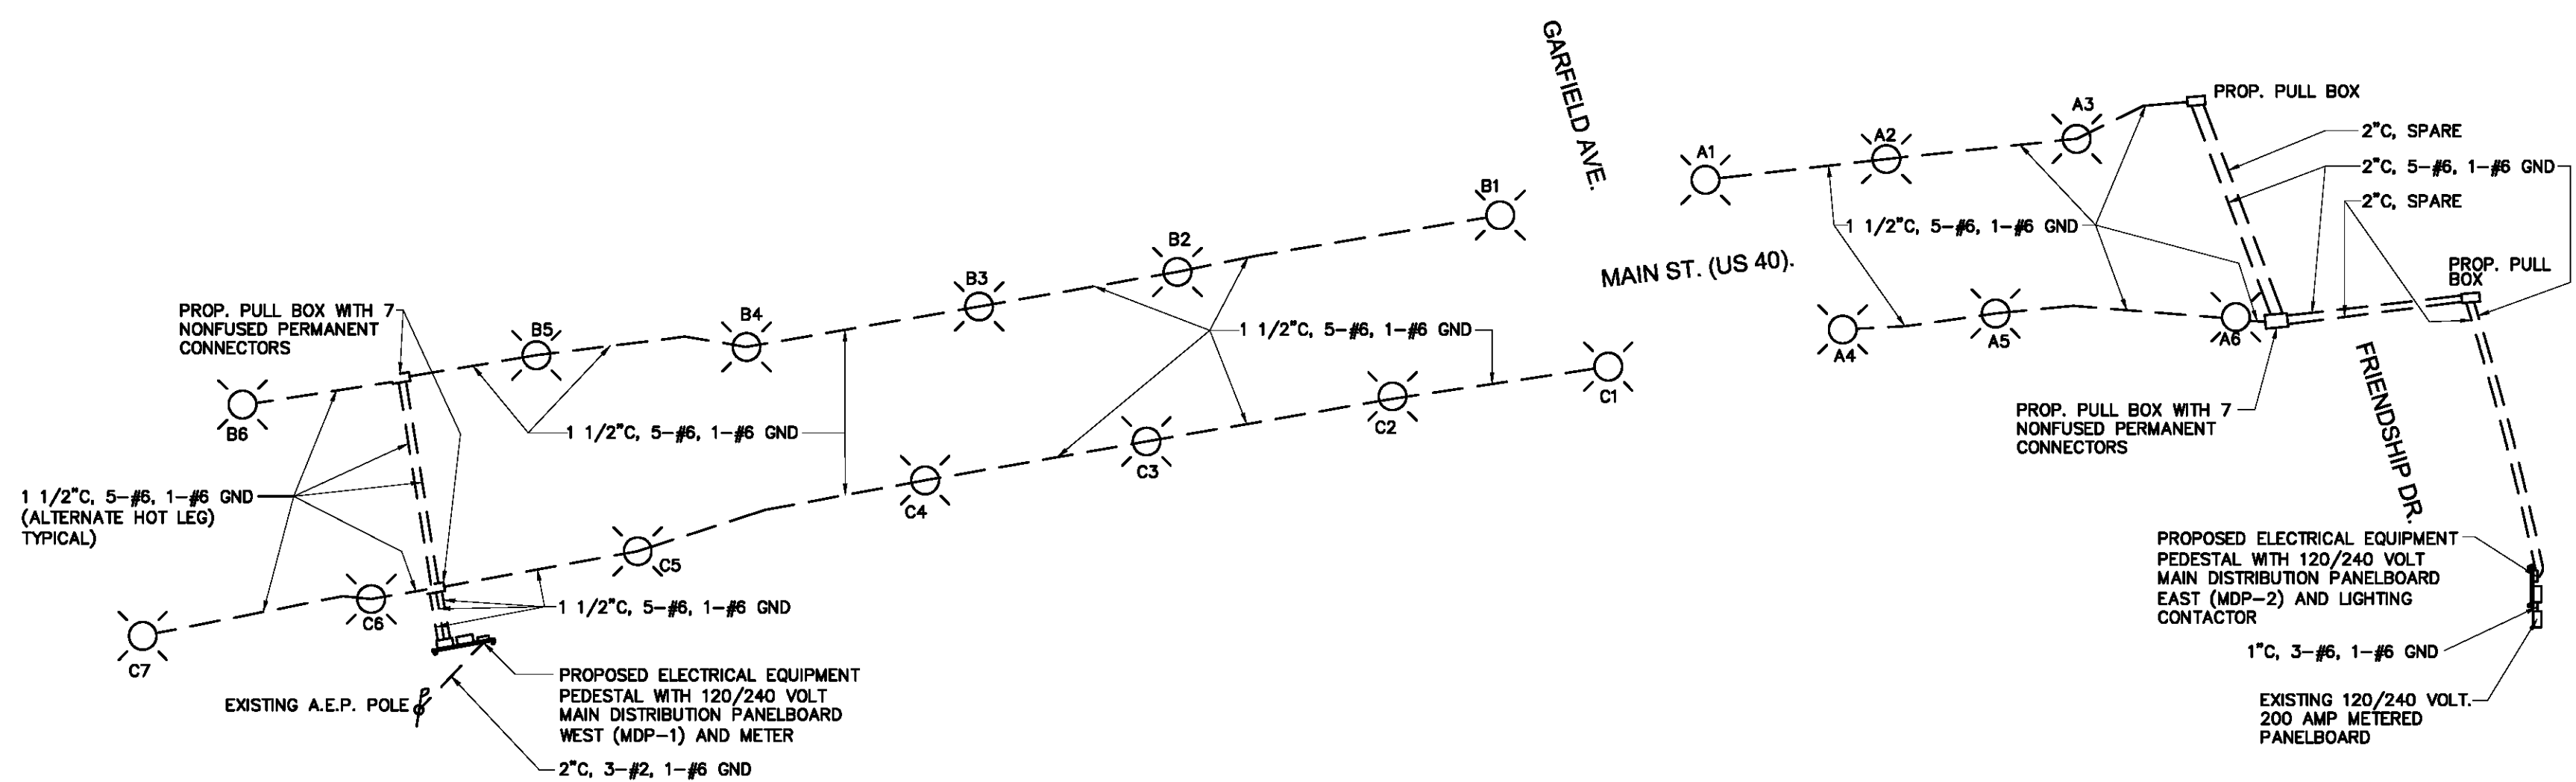 GARFIELD AVE.
A3
PROP. PULL BOX
A2
A1
2"C, SPARE
2"C, 5-#6, 1-#6 GND
2"C, SPARE
B1
1 1/2"C, 5-#6, 1-#6 GND
B2
MAIN ST. (US 40).
PROP. PULL
BOX
B3
PROP. PULL BOX WITH 7
NONFUSED PERMANENT
CONNECTORS
B4
B5
1 1/2"C, 5-#6, 1-#6 GND
A4
A5
A6
FRIENDSHIP DR.
C1
C2
B6
1 1/2"C, 5-#6, 1-#6 GND
PROP. PULL BOX WITH 7
NONFUSED PERMANENT
CONNECTORS
C3
1 1/2"C, 5-#6, 1-#6 GND
(ALTERNATE HOT LEG)
TYPICAL)
C4
C5
PROPOSED ELECTRICAL EQUIPMENT
PEDESTAL WITH 120/240 VOLT
MAIN DISTRIBUTION PANELBOARD
EAST (MDP-2) AND LIGHTING
CONTACTOR
1 1/2"C, 5-#6, 1-#6 GND
C6
C7
1"C, 3-#6, 1-#6 GND
PROPOSED ELECTRICAL EQUIPMENT
PEDESTAL WITH 120/240 VOLT
MAIN DISTRIBUTION PANELBOARD
WEST (MDP-1) AND METER
EXISTING A.E.P. POLE
EXISTING 120/240 VOLT.
200 AMP METERED
PANELBOARD
2"C, 3-#2, 1-#6 GND